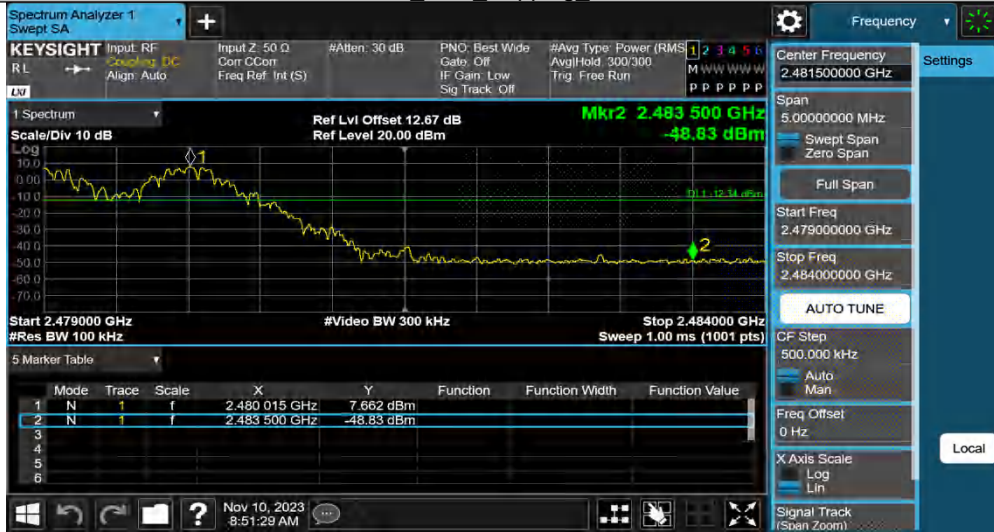 Spectrum Analyzer 1
Swept SA
+
Frequency
KEYSIGHT
RL
LXI
Input: RF
Coupling: DC
Align: Auto
Input Z: 50 Ω
Corr CCorr
Freq Ref: Int (S)
#Atten: 30 dB
PNO: Best Wide
Gate: Off
IF Gain: Low
Sig Track: Off
#Avg Type: Power (RMS
Avg|Hold: 300/300
Trig: Free Run
1 2 3 4 5 6
M W W W W W
P P P P P P
Center Frequency
2.481500000 GHz
Settings
1 Spectrum
Scale/Div 10 dB
Ref Lvl Offset 12.67 dB
Ref Level 20.00 dBm
Mkr2 2.483 500 GHz
-48.83 dBm
Span
5.00000000 MHz
Swept Span
Zero Span
Log
10.0
0.00
-10.0
-20.0
-30.0
-40.0
-50.0
-60.0
-70.0
1
DL1 -12.34 dBm
2
Full Span
Start Freq
2.479000000 GHz
Stop Freq
2.484000000 GHz
AUTO TUNE
Start 2.479000 GHz
#Res BW 100 kHz
#Video BW 300 kHz
Stop 2.484000 GHz
Sweep 1.00 ms (1001 pts)
CF Step
500.000 kHz
Auto
Man
5 Marker Table
Mode Trace Scale X Y Function Function Width Function Value
1 N 1 f 2.480 015 GHz 7.662 dBm
2 N 1 f 2.483 500 GHz -48.83 dBm
3
4
5
6
Freq Offset
0 Hz
X Axis Scale
Log
Lin
Local
Signal Track
(Span Zoom)
?
Nov 10, 2023
8:51:29 AM